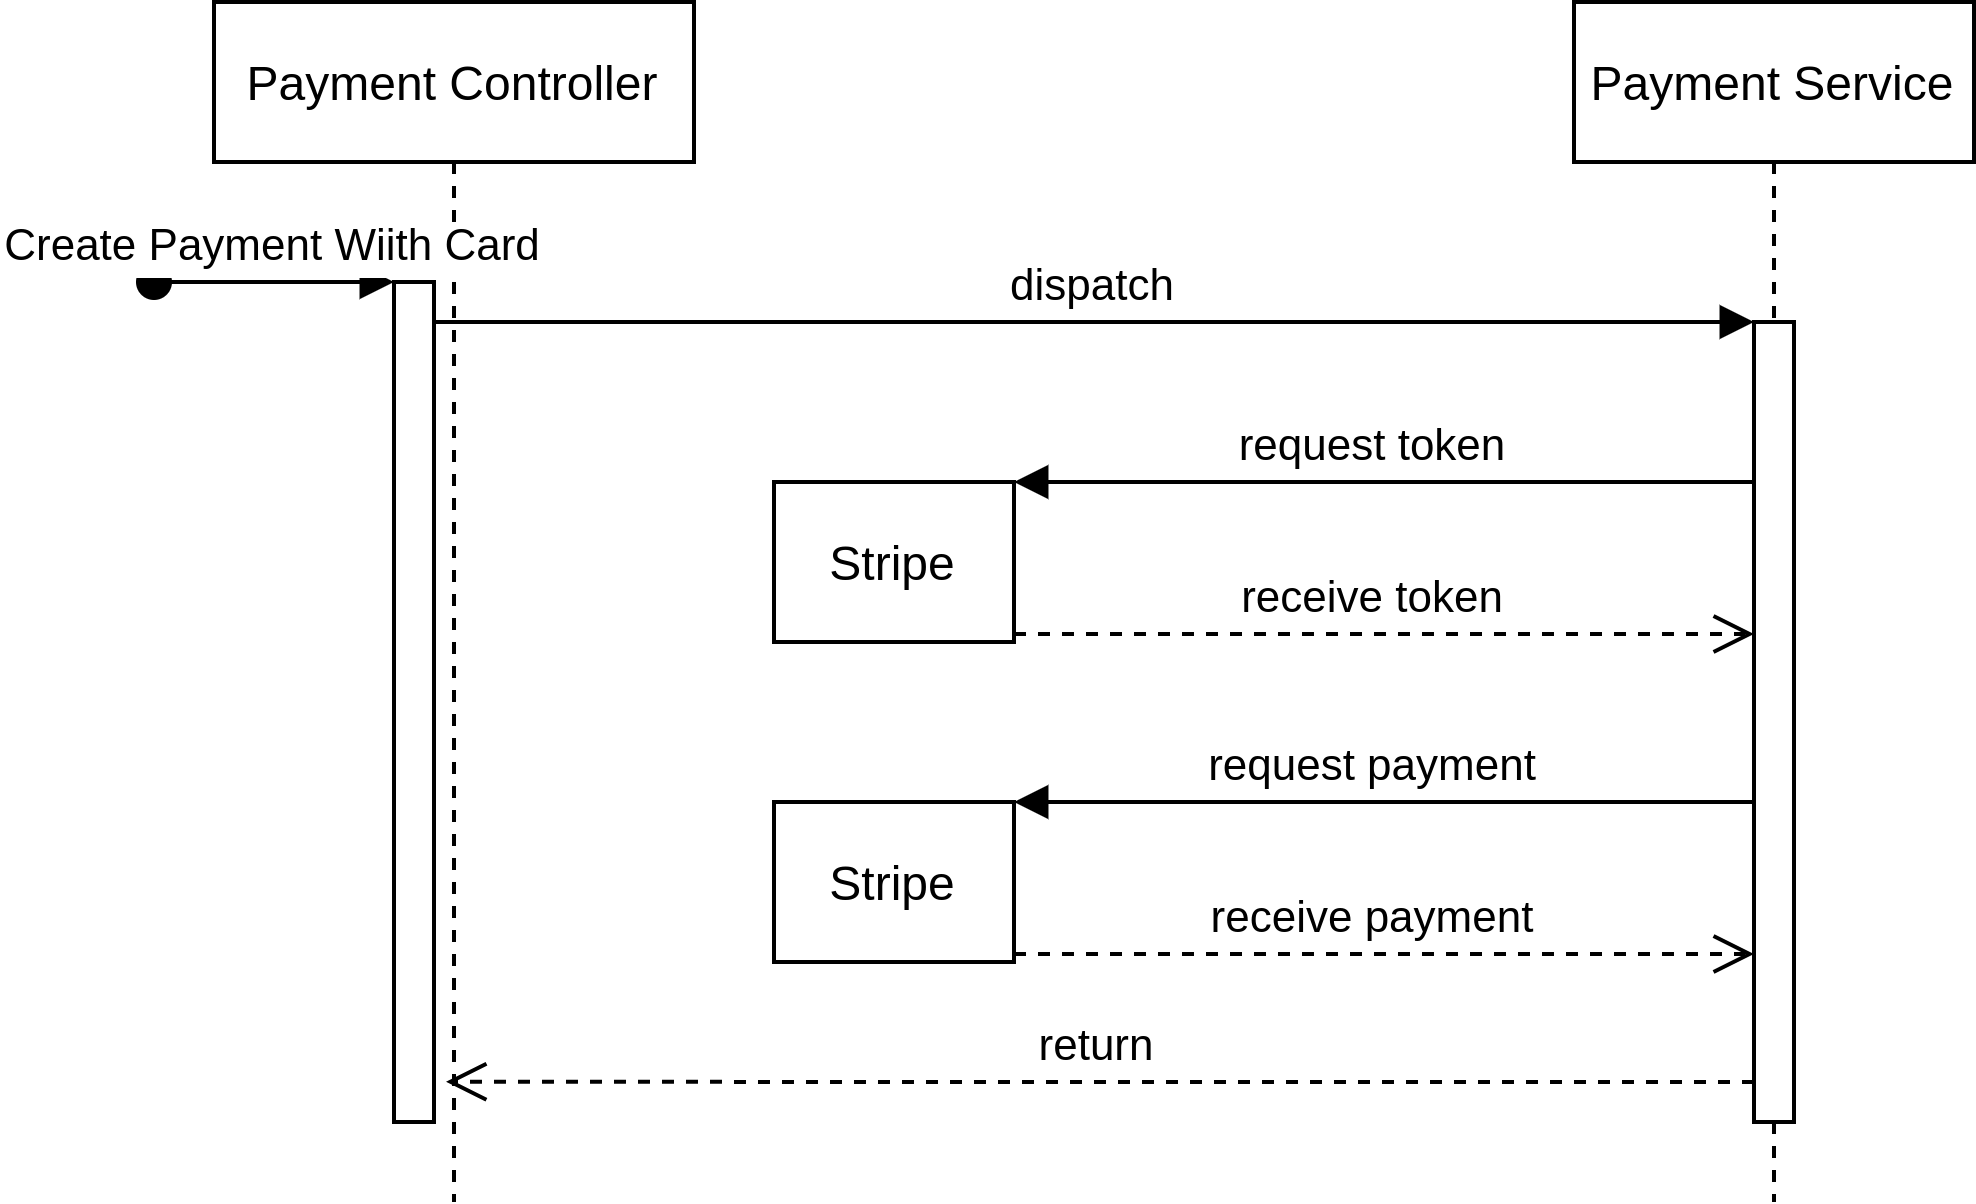 Payment Controller
Payment Service
Create Payment Wiith Card
dispatch
request token
Stripe
receive token
request payment
Stripe
receive payment
return